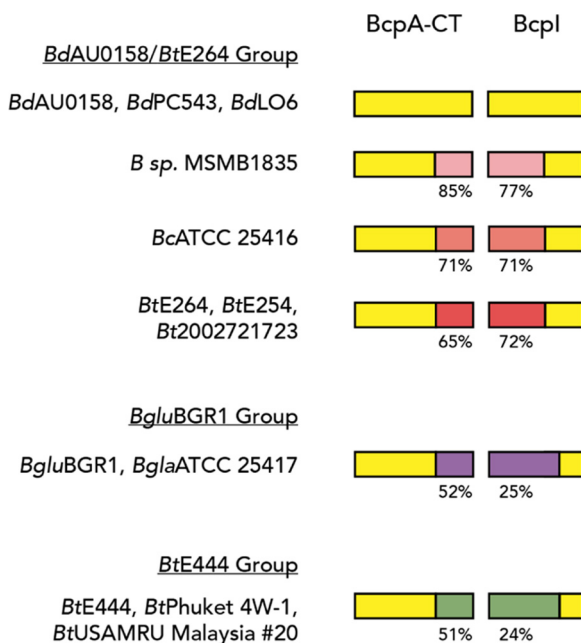 BcpA-CT BcpI
BdAU0158/BtE264 Group
BdAU0158, BdPC543, BdLO6
B sp. MSMB1835
85% 77%
BcATCC 25416
71% 71%
BtE264, BtE254,
Bt2002721723
65% 72%
BgluBGR1 Group
BgluBGR1, BglaATCC 25417
52% 25%
BtE444 Group
BtE444, BtPhuket 4W-1,
BtUSAMRU Malaysia #20
51% 24%